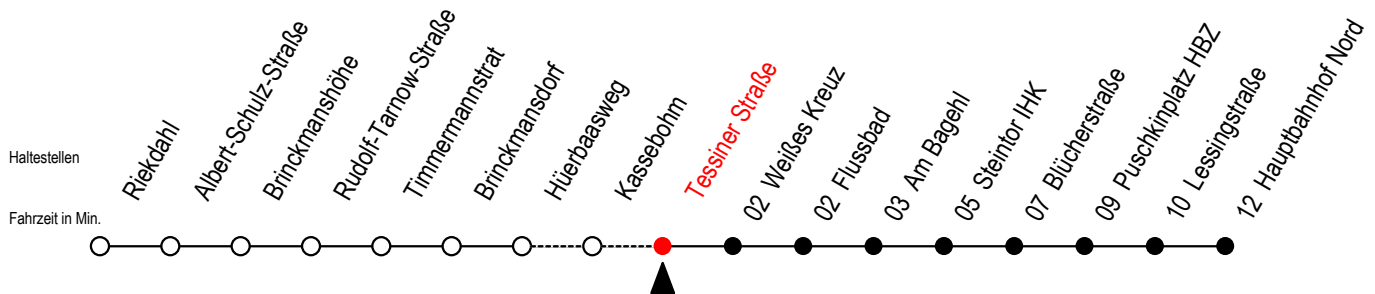 Haltestellen
Fahrzeit in Min.
Riekdahl
Albert-Schulz-Straße
Brinckmanshöhe
Rudolf-Tarnow-Straße
Timmermannstrat
Brinckmansdorf
Hüerbaasweg
Kassebohm
Tessiner Straße
02 Weißes Kreuz
02 Flussbad
03 Am Bagehl
05 Steintor IHK
07 Blücherstraße
09 Puschkinplatz HBZ
10 Lessingstraße
12 Hauptbahnhof Nord